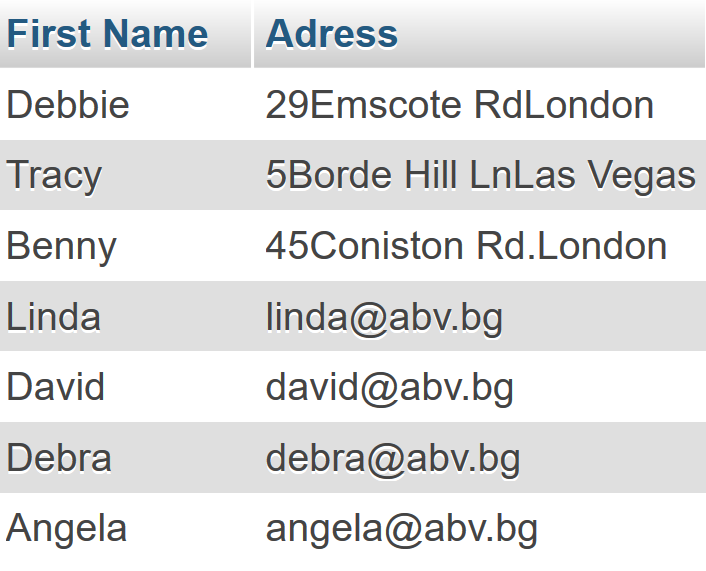 First Name Adress
Debbie 29Emscote RdLondon
Tracy 5Borde Hill LnLas Vegas
Benny 45Coniston Rd.London
Linda linda@abv.bg
David david@abv.bg
Debra debra@abv.bg
Angela angela@abv.bg